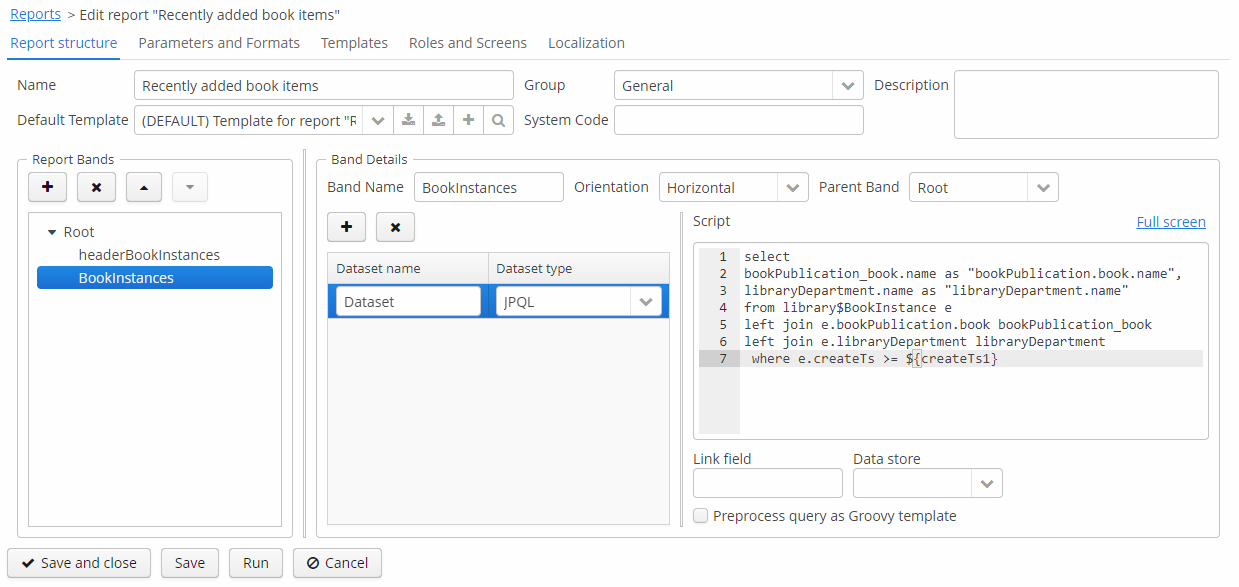 Reports > Edit report "Recently added book items"
Report structure Parameters and Formats Templates Roles and Screens Localization
Name Recently added book items Group General Description
Default Template (DEFAULT) Template for report "R System Code
Report Bands
Root
headerBookInstances
BookInstances
Band Details
Band Name BookInstances Orientation Horizontal Parent Band Root
Dataset name Dataset type
Dataset JPQL
Script Full screen
1 select
2 bookPublication_book.name as "bookPublication.book.name",
3 libraryDepartment.name as "libraryDepartment.name"
4 from library$BookInstance e
5 left join e.bookPublication.book bookPublication_book
6 left join e.libraryDepartment libraryDepartment
7 where e.createTs >= ${createTs1}
Link field Data store
Preprocess query as Groovy template
Save and close Save Run Cancel